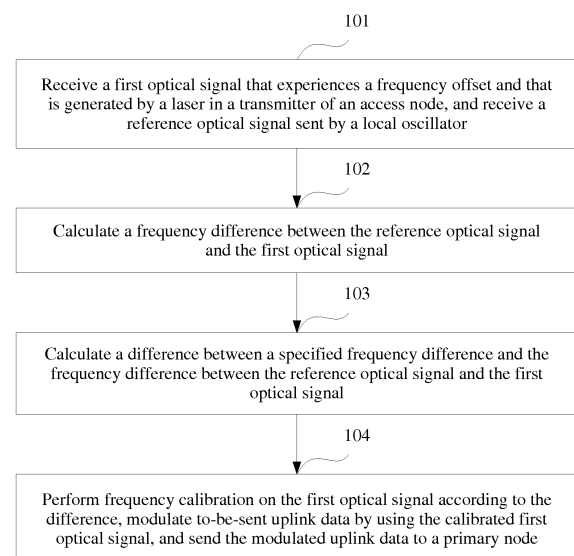 101
Receive a first optical signal that experiences a frequency offset and that
is generated by a laser in a transmitter of an access node, and receive a
reference optical signal sent by a local oscillator
102
Calculate a frequency difference between the reference optical signal
and the first optical signal
103
Calculate a difference between a specified frequency difference and the
frequency difference between the reference optical signal and the first
optical signal
104
Perform frequency calibration on the first optical signal according to the
difference, modulate to-be-sent uplink data by using the calibrated first
optical signal, and send the modulated uplink data to a primary node